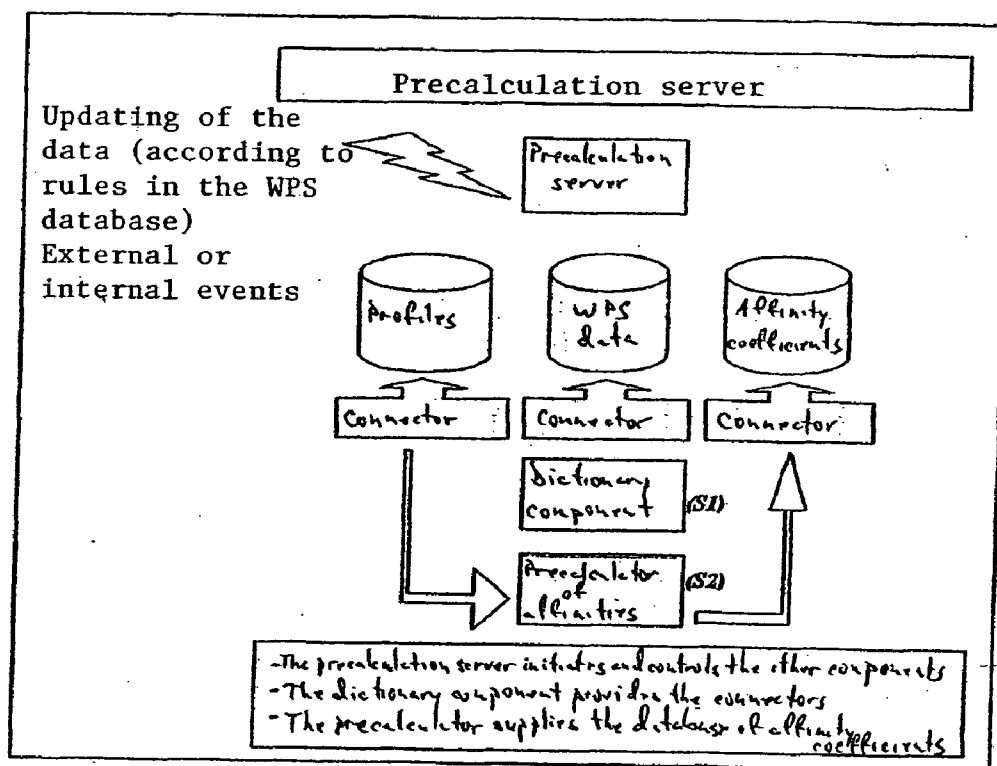 Precalculation server
Updating of the
data (according to
rules in the WPS
database)
External or
internal events
Precalculation
server
Profiles
WPS
data
Affinity
coefficients
Connector
Connector
Connector
Dictionary
component
(S1)
Precalculator
of
affinities
(S2)
-The precalculation server initiates and controls the other components
-The dictionary component provides the connectors
-The precalculator supplies the database of affinity
coefficients